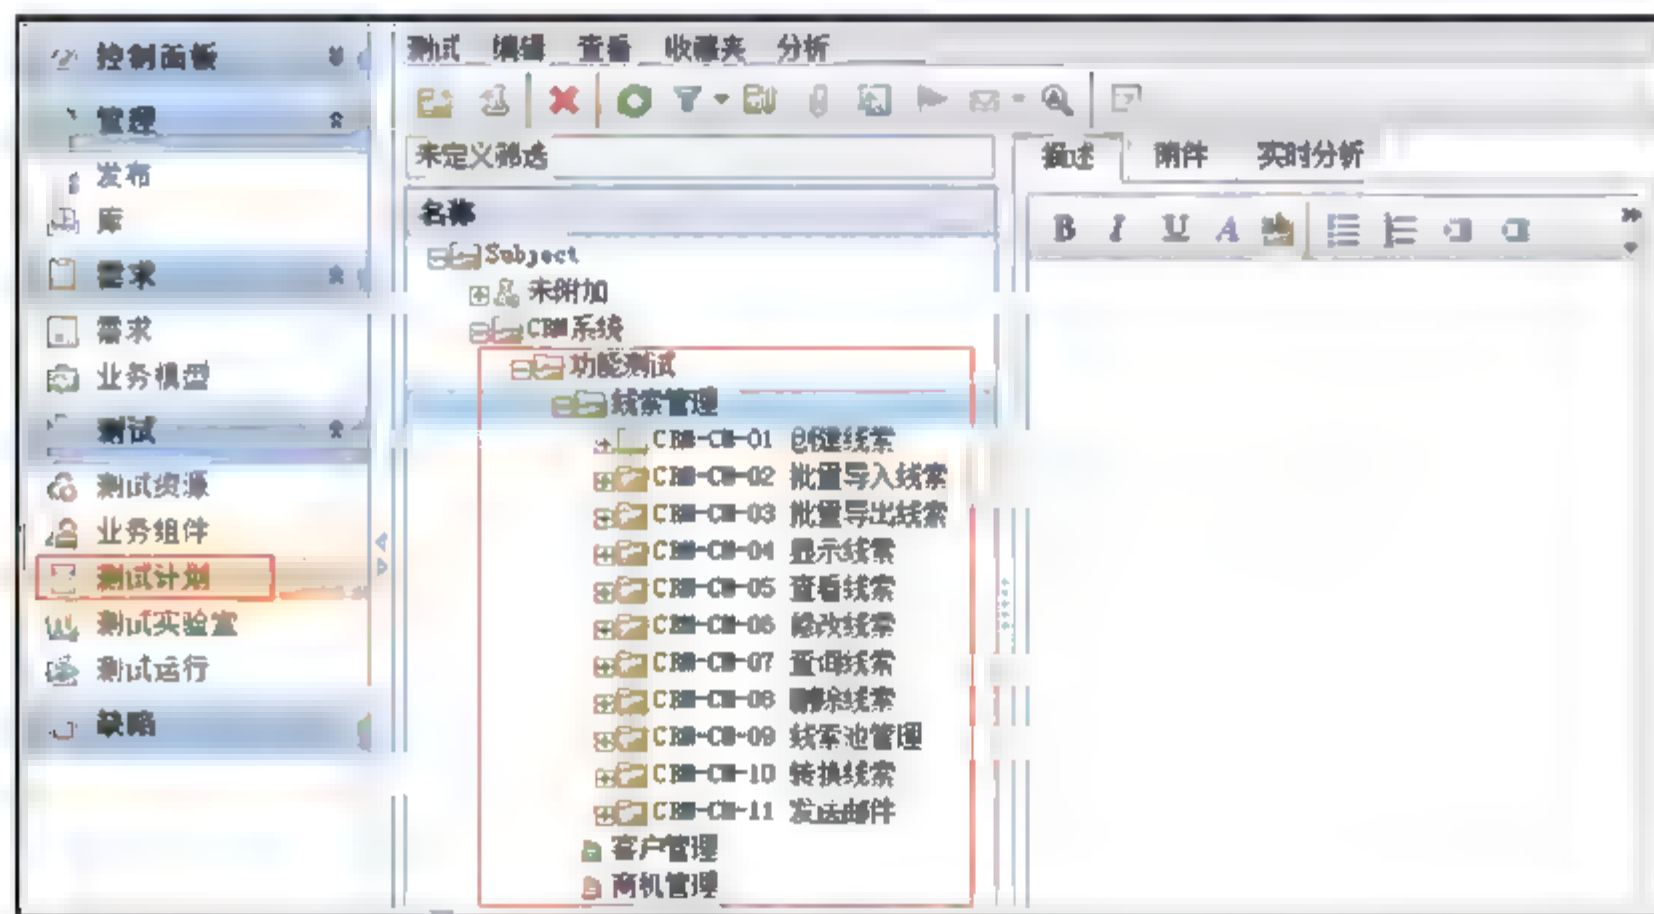 控制面板
管理
发布
库
需求
需求
业务模型
测试
测试资源
业务组件
测试计划
测试实验室
测试运行
缺陷
测试 编辑 查看 收藏夹 分析
未定义筛选
名称
Subject
未附加
CRM系统
功能测试
线索管理
CRM-CM-01 创建线索
CRM-CM-02 批量导入线索
CRM-CM-03 批量导出线索
CRM-CM-04 显示线索
CRM-CM-05 查看线索
CRM-CM-06 修改线索
CRM-CM-07 查询线索
CRM-CM-08 删除线索
CRM-CM-09 线索池管理
CRM-CM-10 转换线索
CRM-CM-11 发送邮件
客户管理
商机管理
描述 附件 实时分析
B I U A ab